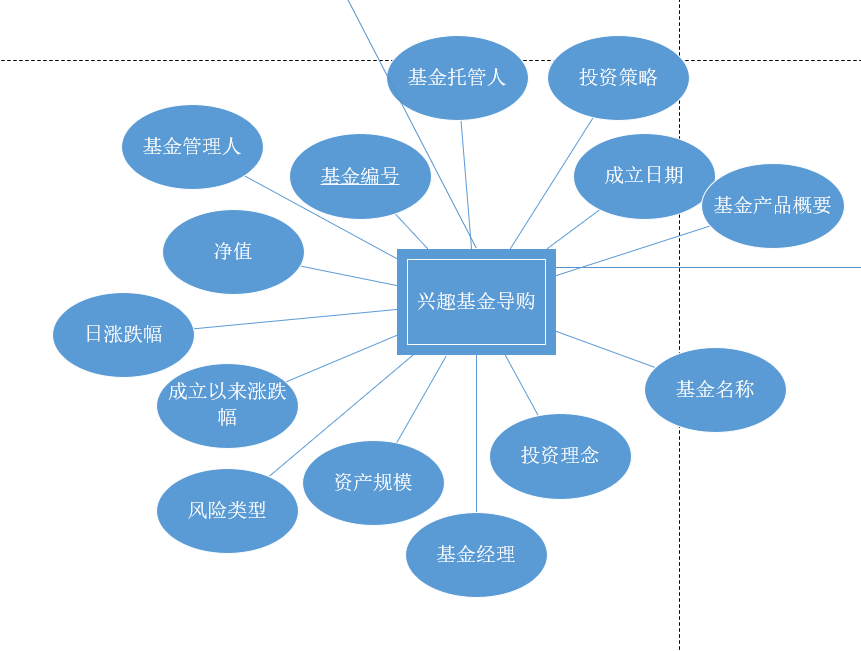 基金托管人
投资策略
基金管理人
基金编号
成立日期
基金产品概要
净值
兴趣基金导购
日涨跌幅
成立以来涨跌
幅
基金名称
投资理念
资产规模
风险类型
基金经理